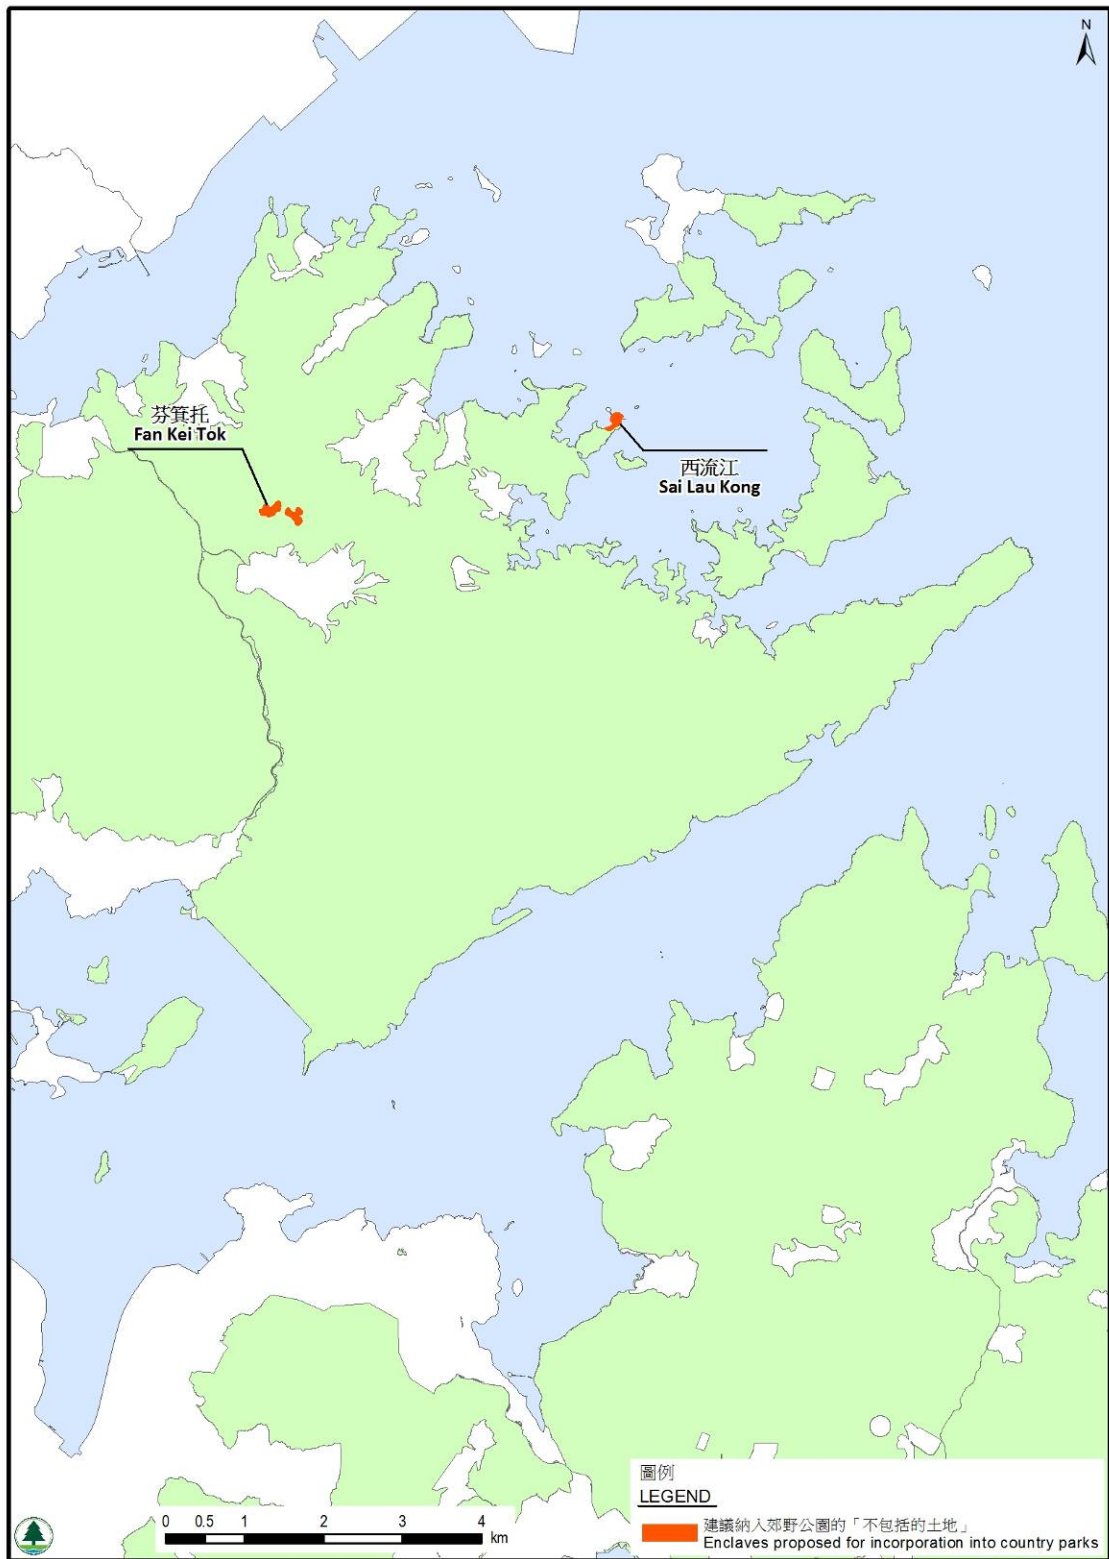 N
芬箕托
Fan Kei Tok
西流江
Sai Lau Kong
圖例
LEGEND
建議納入郊野公園的「不包括的土地」
Enclaves proposed for incorporation into country parks
0 0.5 1 2 3 4
km